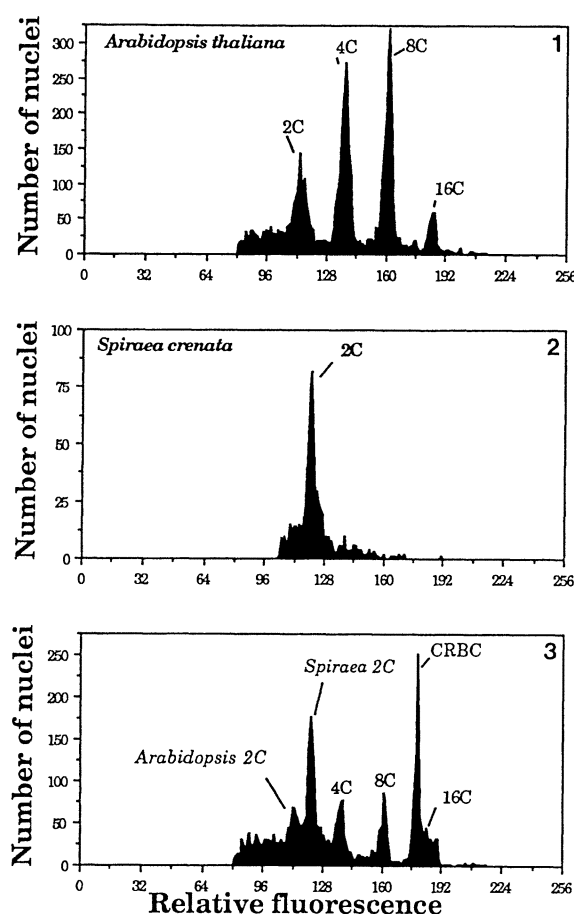 Arabidopsis thaliana
1
Number of nuclei
300
250
200
150
100
50
0
2C
4C
8C
16C
0 32 64 96 128 160 192 224 256
Spiraea crenata
2
Number of nuclei
100
75
50
25
0
2C
0 32 64 96 128 160 192 224 256
3
Number of nuclei
250
200
150
100
50
0
Arabidopsis 2C
Spiraea 2C
4C
8C
CRBC
16C
0 32 64 96 128 160 192 224 256
Relative fluorescence